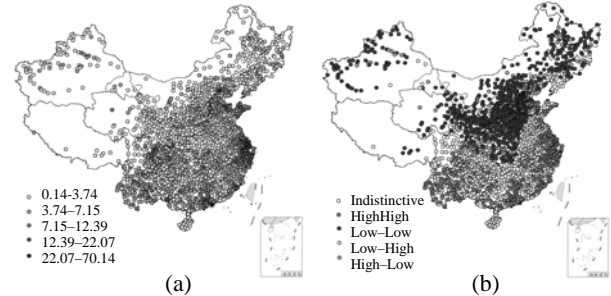 0.14-3.74
3.74–7.15
7.15–12.39
12.39–22.07
22.07–70.14
(a)
Indistinctive
HighHigh
Low–Low
Low–High
High–Low
(b)